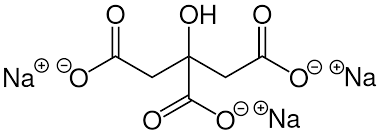 O OH O
Na⊕ ⊖O O⊖ ⊕Na
O O⊖ ⊕Na